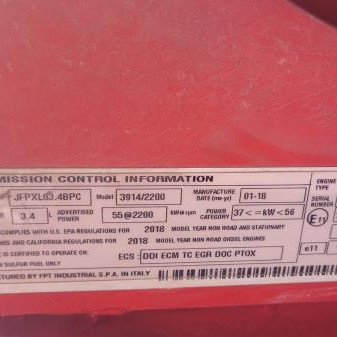 MISSION CONTROL INFORMATION
JFPXL03.4BPC Model 3914/2200 MANUFACTURE DATE (mo-yr) 01-18
3.4 ADVERTISED POWER 55@2200 kW@rpm POWER CATEGORY 37<=kW<56
COMPLIES WITH U.S. EPA REGULATIONS FOR 2018 MODEL YEAR NON ROAD AND STATIONARY
AND CALIFORNIA REGULATIONS FOR 2018 MODEL YEAR NON ROAD DIESEL ENGINES
IS CERTIFIED TO OPERATE ON:
SULFUR FUEL ONLY ECS: DDI ECM TC EGR DOC PTOX
TURED BY FPT INDUSTRIAL S.P.A. IN ITALY
ENGINE
TYPE
SERIAL
NUMBER
E11
e11